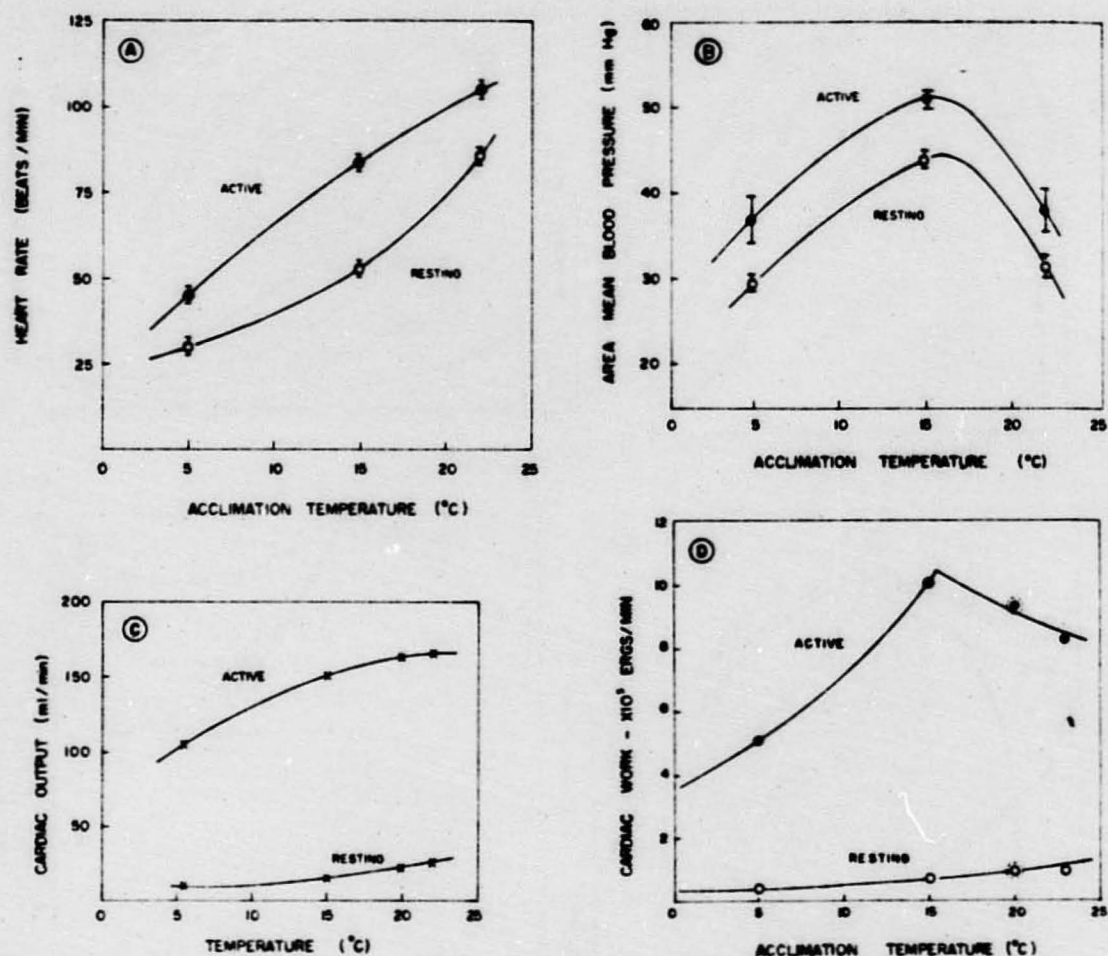 A
HEART RATE (BEATS/MIN)
125
100
75
50
25
ACTIVE
RESTING
0 5 10 15 20 25
ACCLIMATION TEMPERATURE (°C)
B
AREA MEAN BLOOD PRESSURE (mm Hg)
60
50
40
30
20
ACTIVE
RESTING
0 5 10 15 20 25
ACCLIMATION TEMPERATURE (°C)
C
CARDIAC OUTPUT (ml/min)
200
150
100
50
ACTIVE
RESTING
0 5 10 15 20 25
TEMPERATURE (°C)
D
CARDIAC WORK - X10⁵ ERGS/MIN
12
10
8
6
4
2
ACTIVE
RESTING
0 5 10 15 20 25
ACCLIMATION TEMPERATURE (°C)